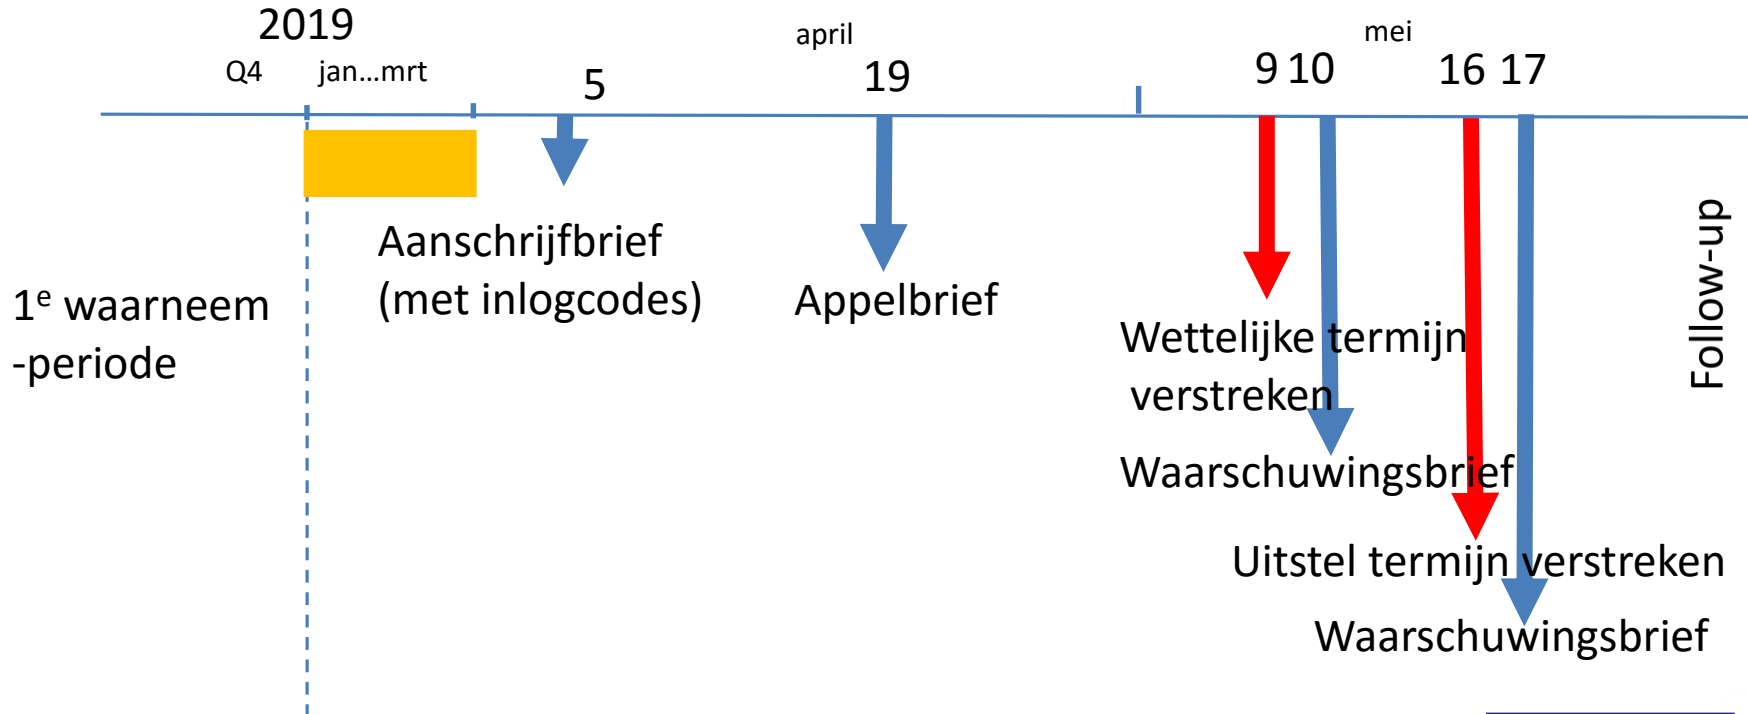 2019
april
mei
Q4 jan...mrt
5
19
9 10
16 17
Aanschrijfbrief
(met inlogcodes)
1e waarneem
-periode
Appelbrief
Wettelijke termijn
verstreken
Waarschuwingsbrief
Uitstel termijn verstreken
Waarschuwingsbrief
Follow-up